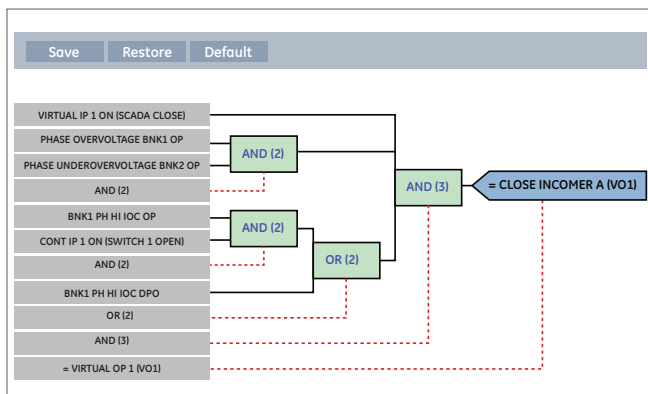 Save Restore Default
VIRTUAL IP 1 ON (SCADA CLOSE)
PHASE OVERVOLTAGE BNK1 OP
PHASE UNDEROVERVOLTAGE BNK2 OP
AND (2)
BNK1 PH HI IOC OP
CONT IP 1 ON (SWITCH 1 OPEN)
AND (2)
BNK1 PH HI IOC DPO
OR (2)
AND (3)
= VIRTUAL OP 1 (VO1)
AND (2)
AND (2)
OR (2)
AND (3)
= CLOSE INCOMER A (VO1)